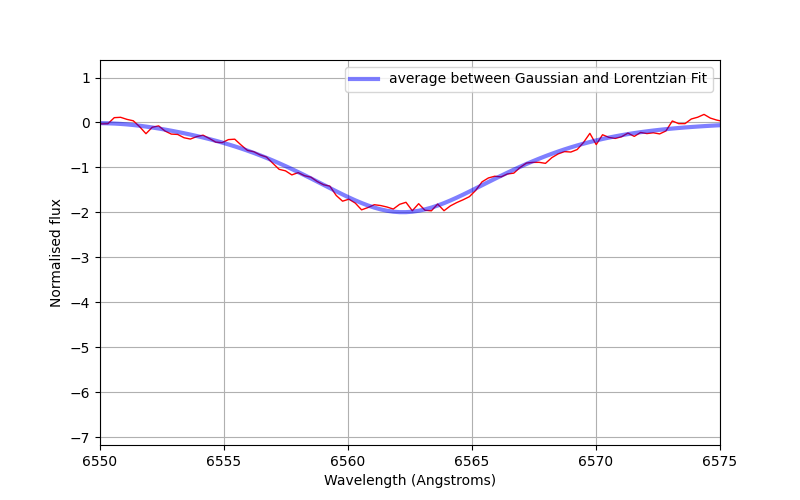 average between Gaussian and Lorentzian Fit
1
0
−1
−2
−3
−4
−5
−6
−7
Normalised flux
6550 6555 6560 6565 6570 6575
Wavelength (Angstroms)